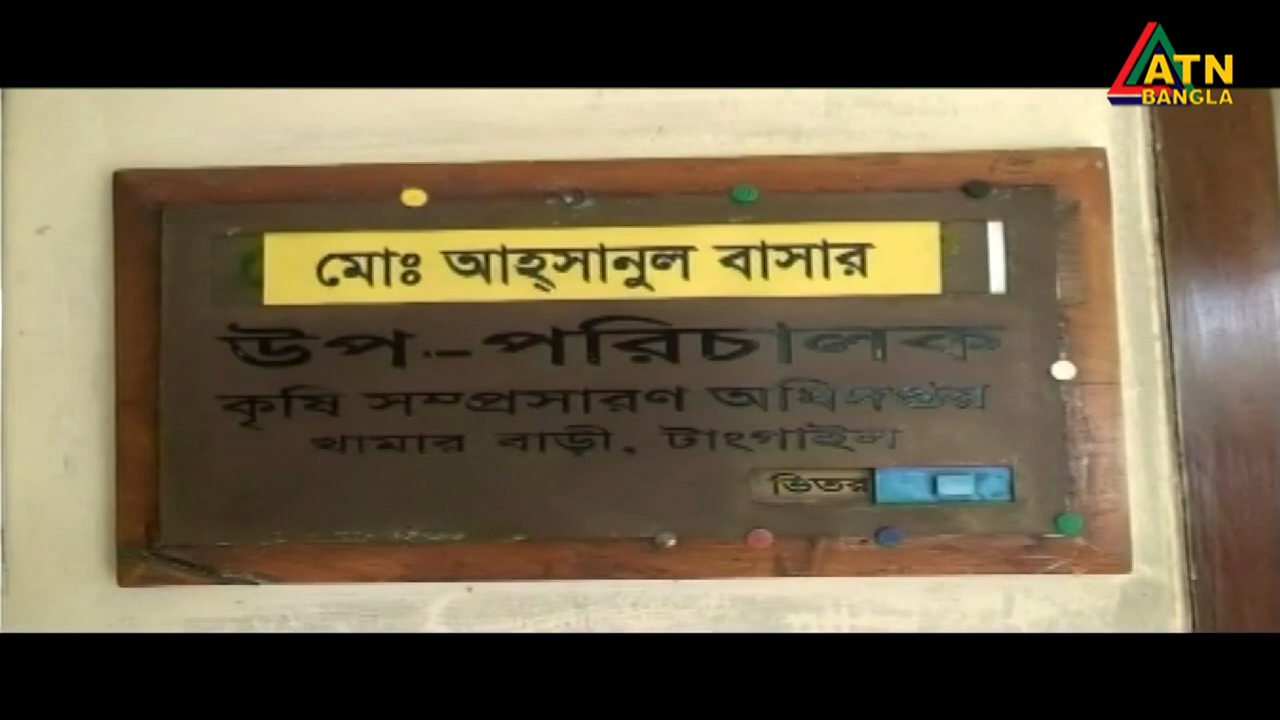 ATN
BANGLA
মোঃ আহ্সানুল বাসার
উপ-পরিচালক
কৃষি সম্প্রসারণ অধিদপ্তর
খামার বাড়ী, টাংগাইল
ভিতর